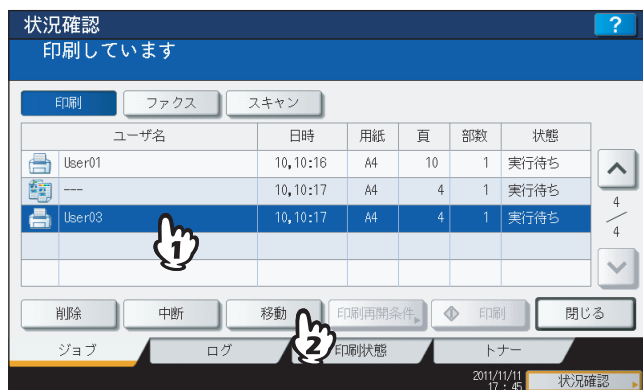 状況確認 ?
印刷しています
印刷 ファクス スキャン
ユーザ名 日時 用紙 頁 部数 状態
User01 10,10:16 A4 10 1 実行待ち
--- 10,10:17 A4 4 1 実行待ち
User03 10,10:17 A4 4 1 実行待ち
4
/
4
1
削除 中断 移動 印刷再開条件 印刷 閉じる
2
ジョブ ログ 印刷状態 トナー
2011/11/11
17:45 状況確認